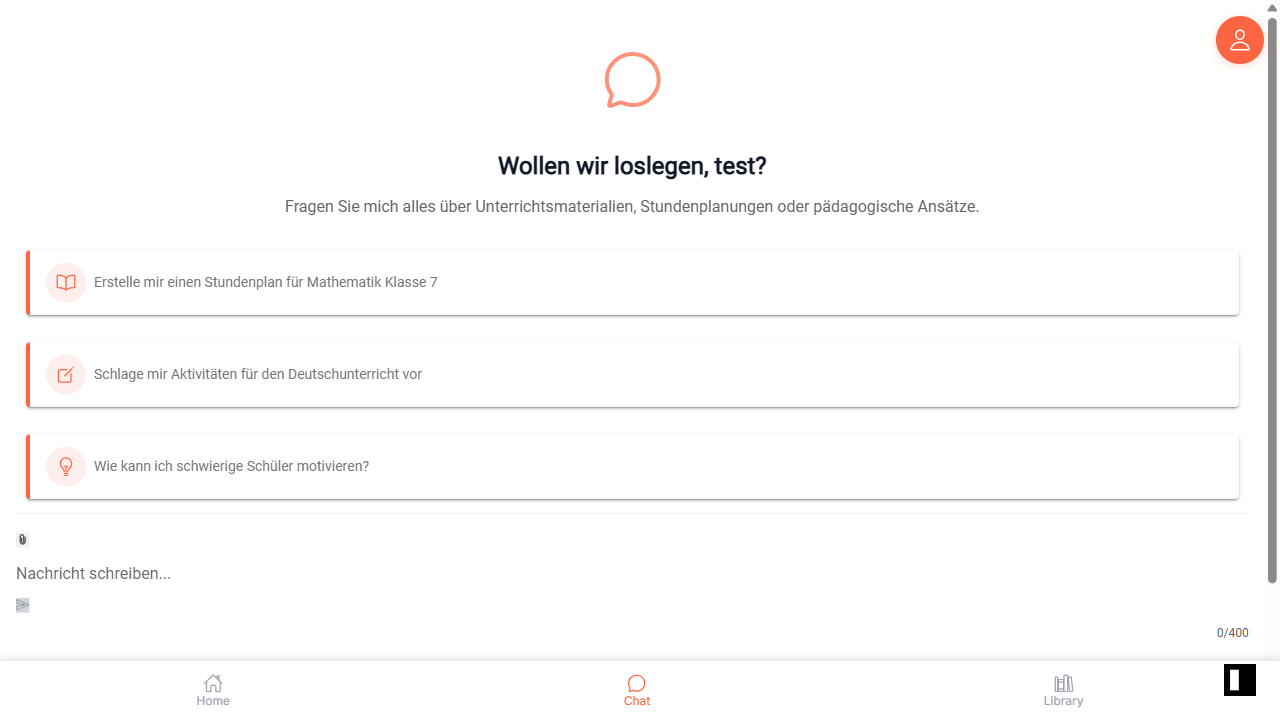 Wollen wir loslegen, test?
Fragen Sie mich alles über Unterrichtsmaterialien, Stundenplanungen oder pädagogische Ansätze.
Erstelle mir einen Stundenplan für Mathematik Klasse 7
Schlage mir Aktivitäten für den Deutschunterricht vor
Wie kann ich schwierige Schüler motivieren?
Nachricht schreiben...
0/400
Home
Chat
Library